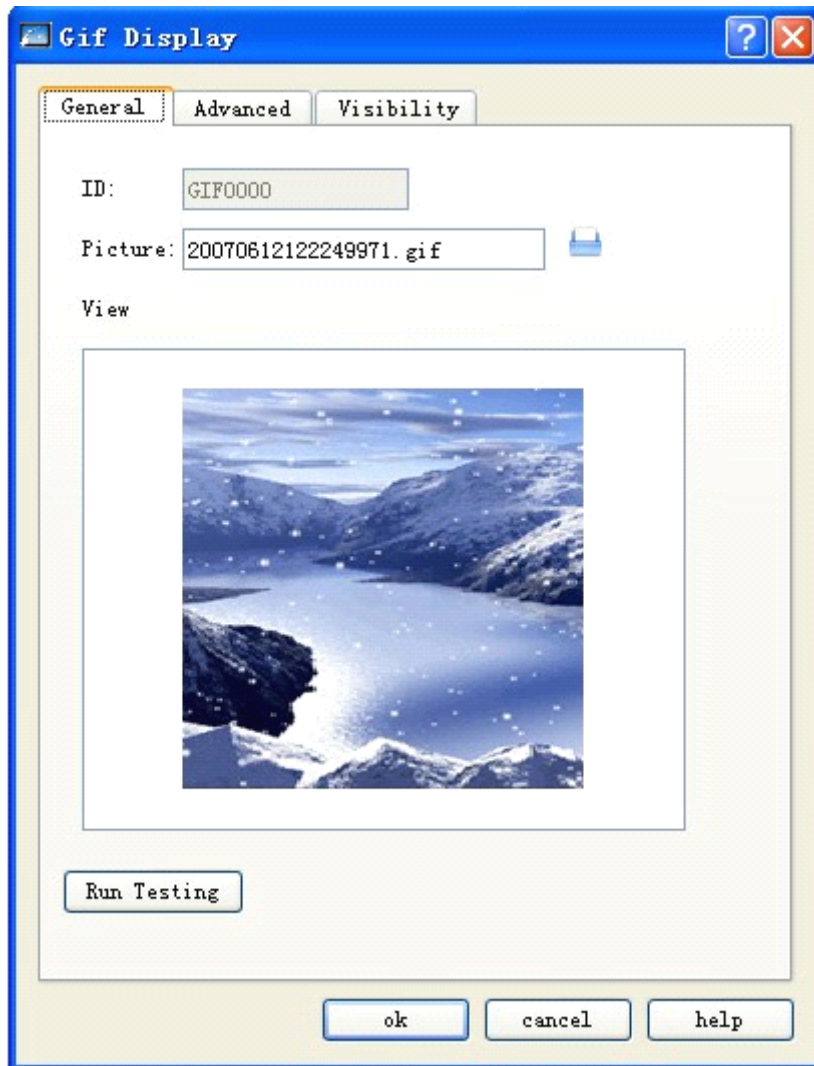 Gif Display
General Advanced Visibility
ID: GIF0000
Picture: 20070612122249971.gif
View
Run Testing
ok cancel help